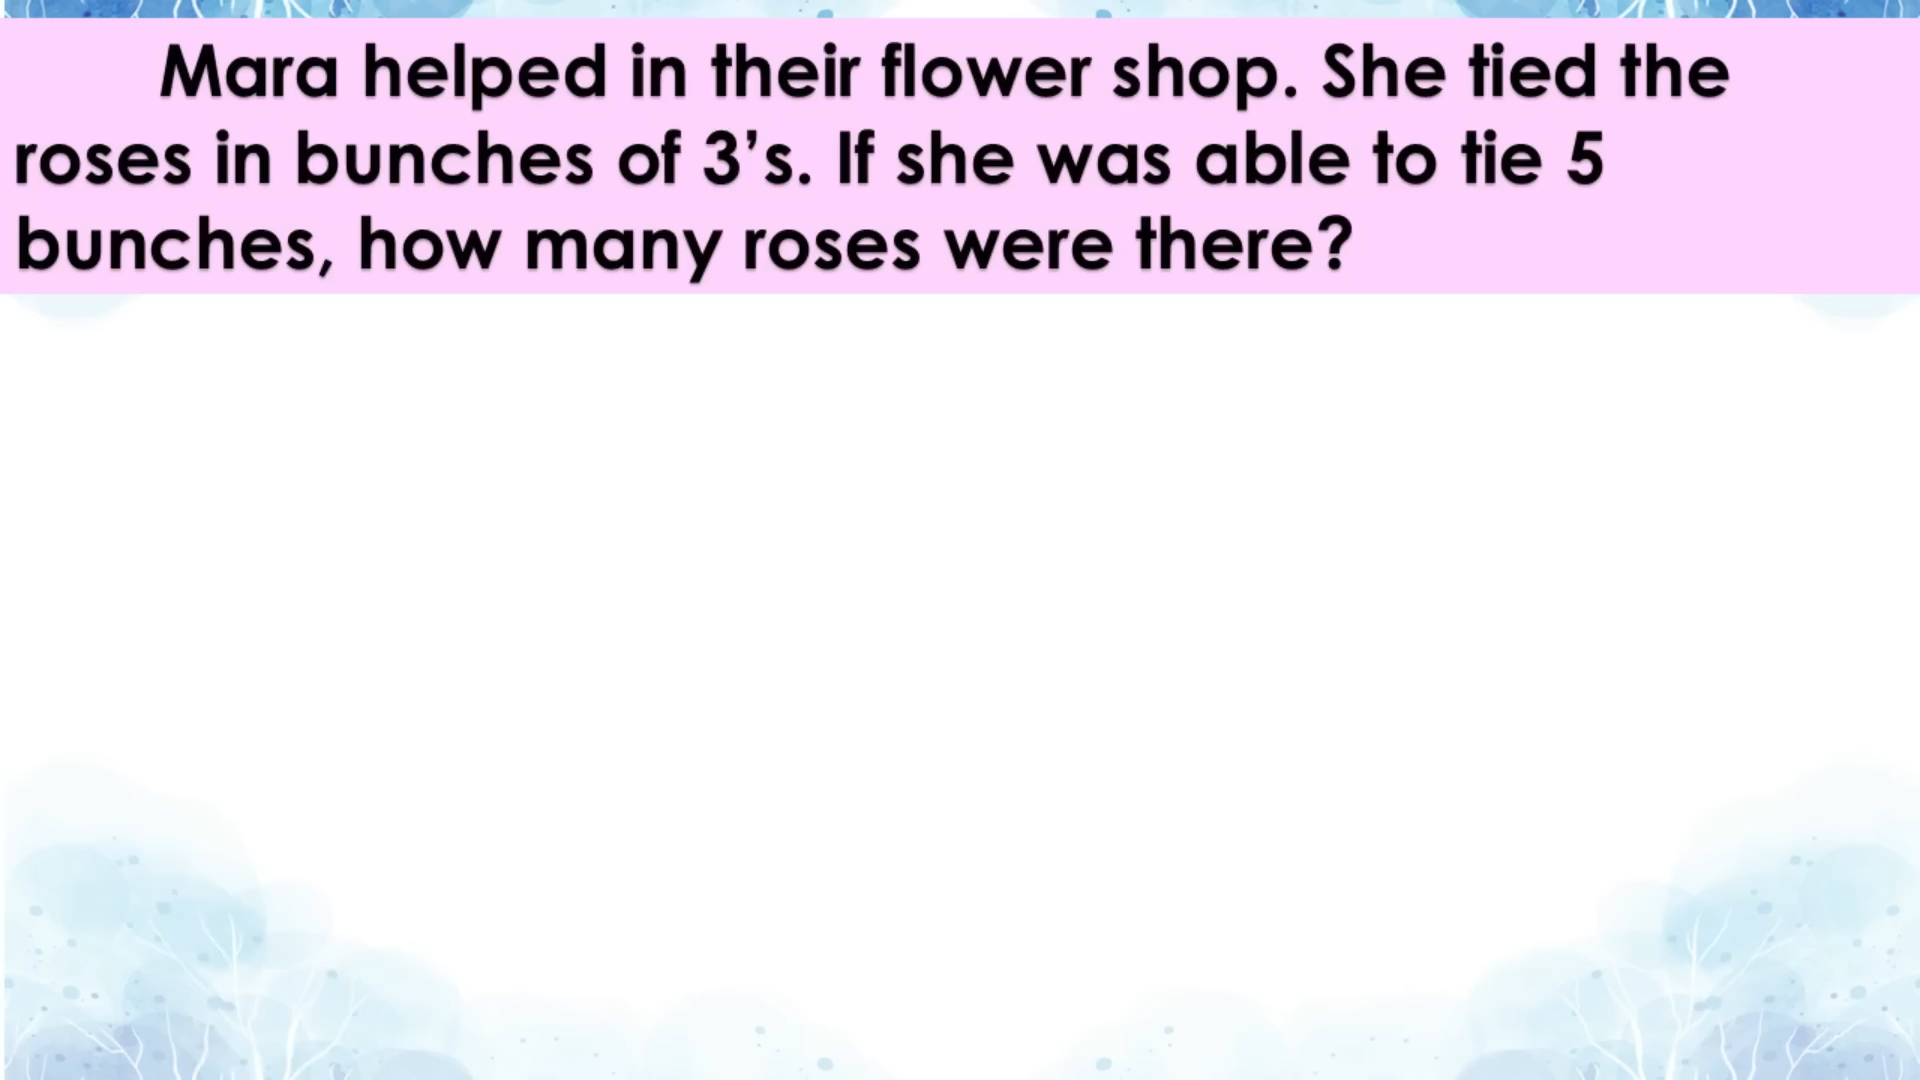 Mara helped in their flower shop. She tied the
roses in bunches of 3’s. If she was able to tie 5
bunches, how many roses were there?